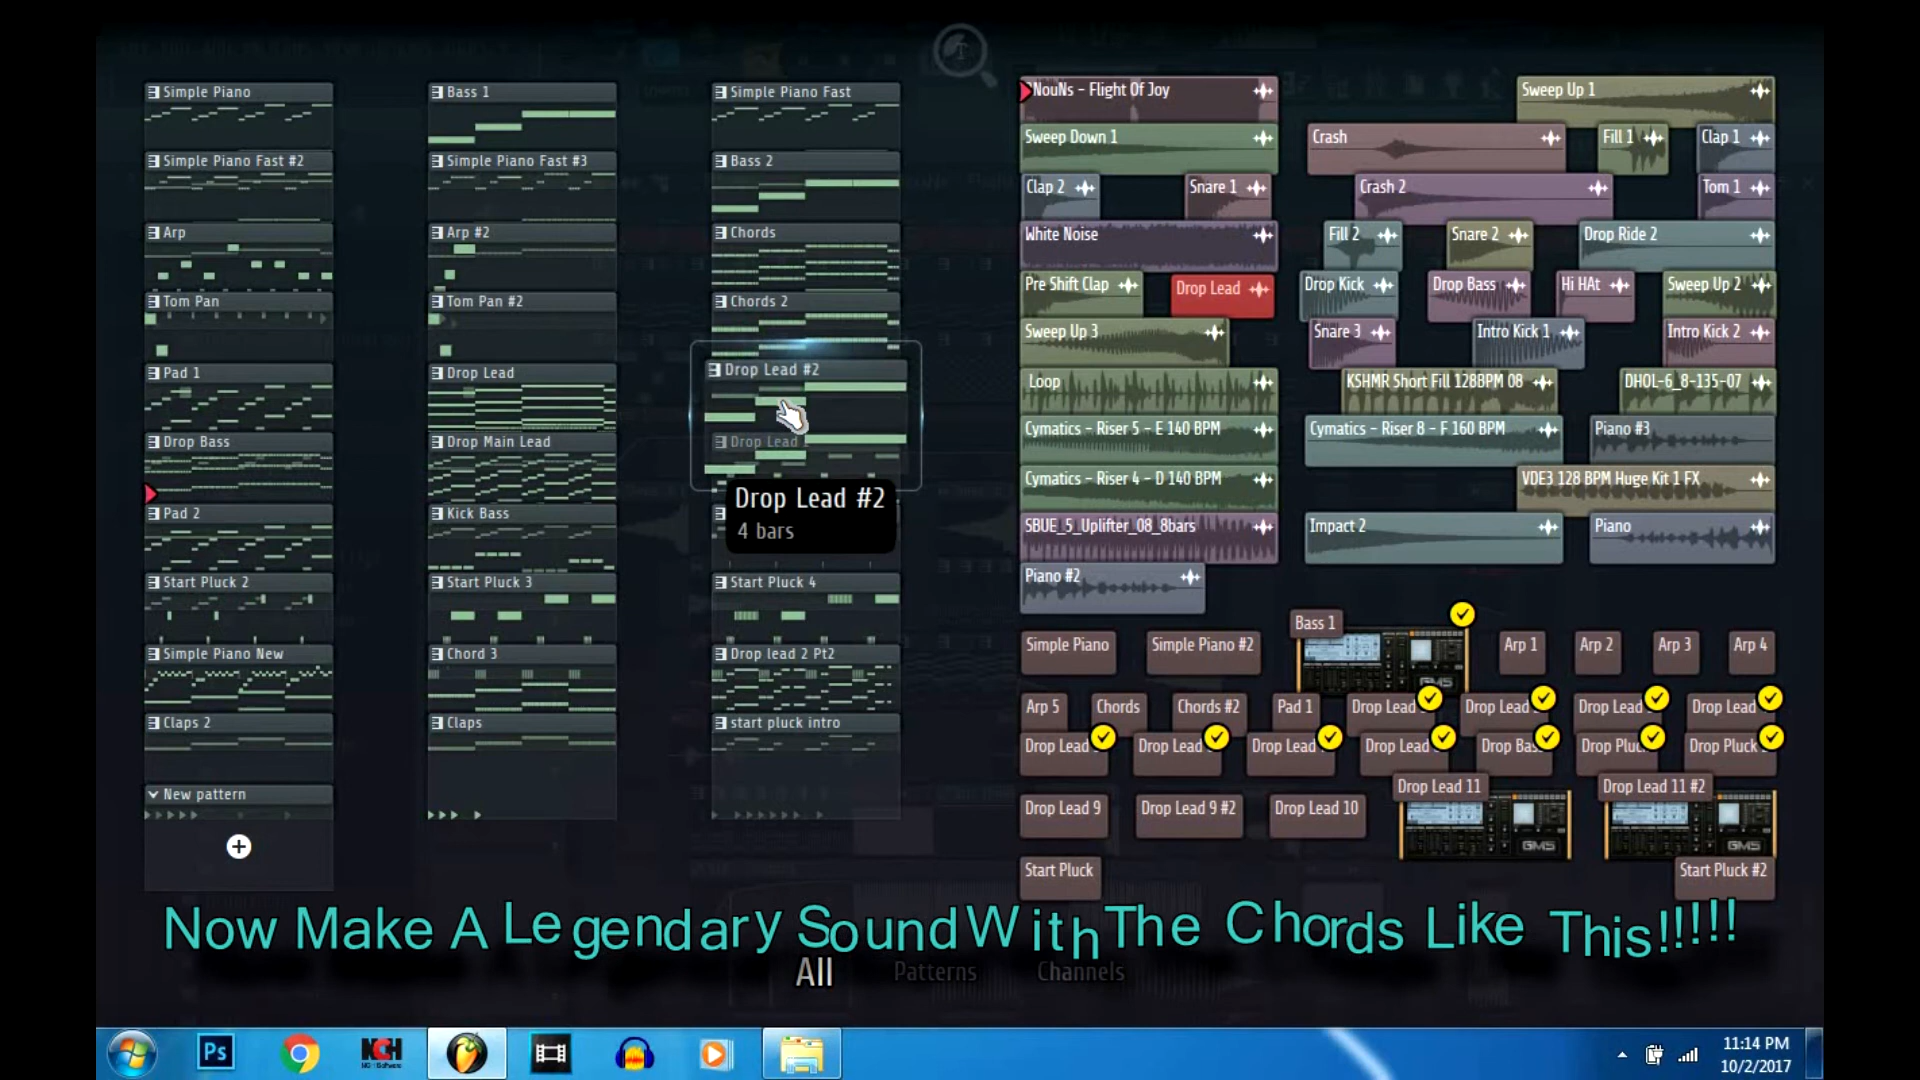 Simple Piano
Bass 1
Simple Piano Fast
Simple Piano Fast #2
Simple Piano Fast #3
Bass 2
Arp
Arp #2
Chords
Tom Pan
Tom Pan #2
Chords 2
Pad 1
Drop Lead
Drop Lead #2
Drop Bass
Drop Main Lead
Drop Lead
Drop Lead #2
4 bars
Pad 2
Kick Bass
Start Pluck 2
Start Pluck 3
Start Pluck 4
Simple Piano New
Chord 3
Drop lead 2 Pt2
Claps 2
Claps
start pluck intro
New pattern
NouNs - Flight Of Joy
Sweep Up 1
Sweep Down 1
Crash
Fill 1
Clap 1
Clap 2
Snare 1
Crash 2
Tom 1
White Noise
Fill 2
Snare 2
Drop Ride 2
Pre Shift Clap
Drop Lead
Drop Kick
Drop Bass
Hi HAt
Sweep Up 2
Sweep Up 3
Snare 3
Intro Kick 1
Intro Kick 2
Loop
KSHMR Short Fill 128BPM 08
DHOL-6_8-135-07
Cymatics - Riser 5 - E 140 BPM
Cymatics - Riser 8 - F 160 BPM
Piano #3
Cymatics - Riser 4 - D 140 BPM
VDE3 128 BPM Huge Kit 1 FX
SBUE_5_Uplifter_08_8bars
Impact 2
Piano
Piano #2
Bass 1
Simple Piano
Simple Piano #2
GMS
Arp 1
Arp 2
Arp 3
Arp 4
Arp 5
Chords
Chords #2
Pad 1
Drop Lead
Drop Lead
Drop Lead
Drop Lead
Drop Lead
Drop Lead
Drop Lead
Drop Lead
Drop Bas
Drop Pluc
Drop Pluck
Drop Lead 11
Drop Lead 11 #2
Drop Lead 9
Drop Lead 9 #2
Drop Lead 10
GMS
GMS
Start Pluck
Start Pluck #2
Now Make A Legendary Sound With The Chords Like This!!!!!
All
Patterns
Channels
Ps
NCH
11:14 PM
10/2/2017